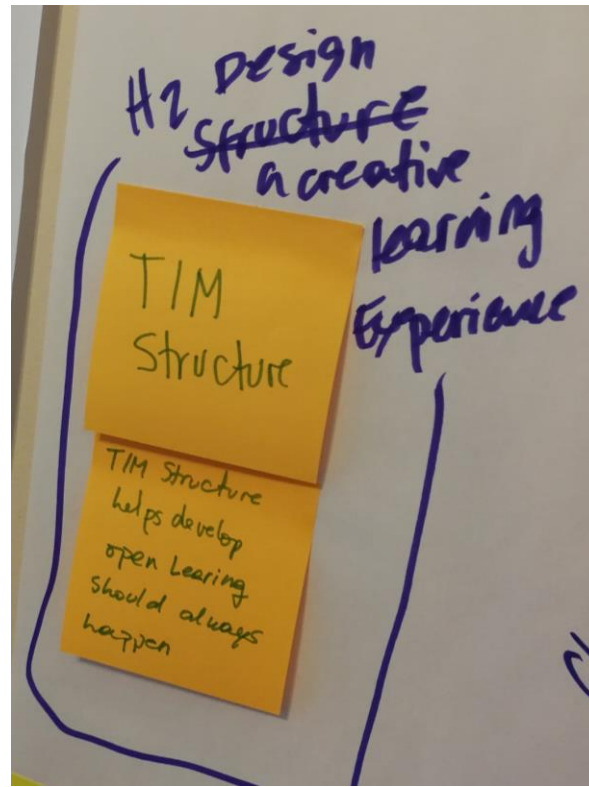 H2 Design
Structure
a creative
learning
Experience
TIM
Structure
TIM Structure
helps develop
open Learing
should always
happen